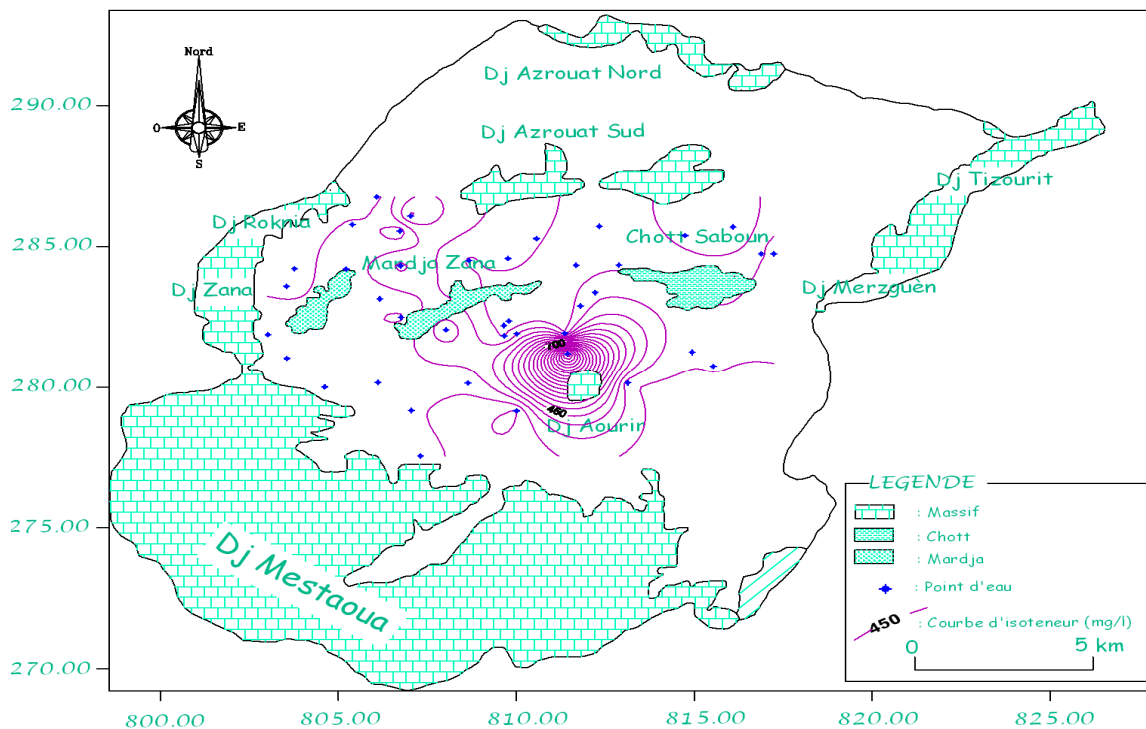 Nord
O
E
S
290.00
285.00
280.00
275.00
270.00
800.00
805.00
810.00
815.00
820.00
825.00
Dj Azrouat Nord
Dj Azrouat Sud
Dj Tizourit
Dj Roknia
Chott Saboun
Mardja Zana
Dj Zana
Dj Merzguèn
700
450
Dj Aourir
Dj Mestaoua
LEGENDE
: Massif
: Chott
: Mardja
: Point d'eau
450 : Courbe d'isoteneur (mg/l)
0 5 km